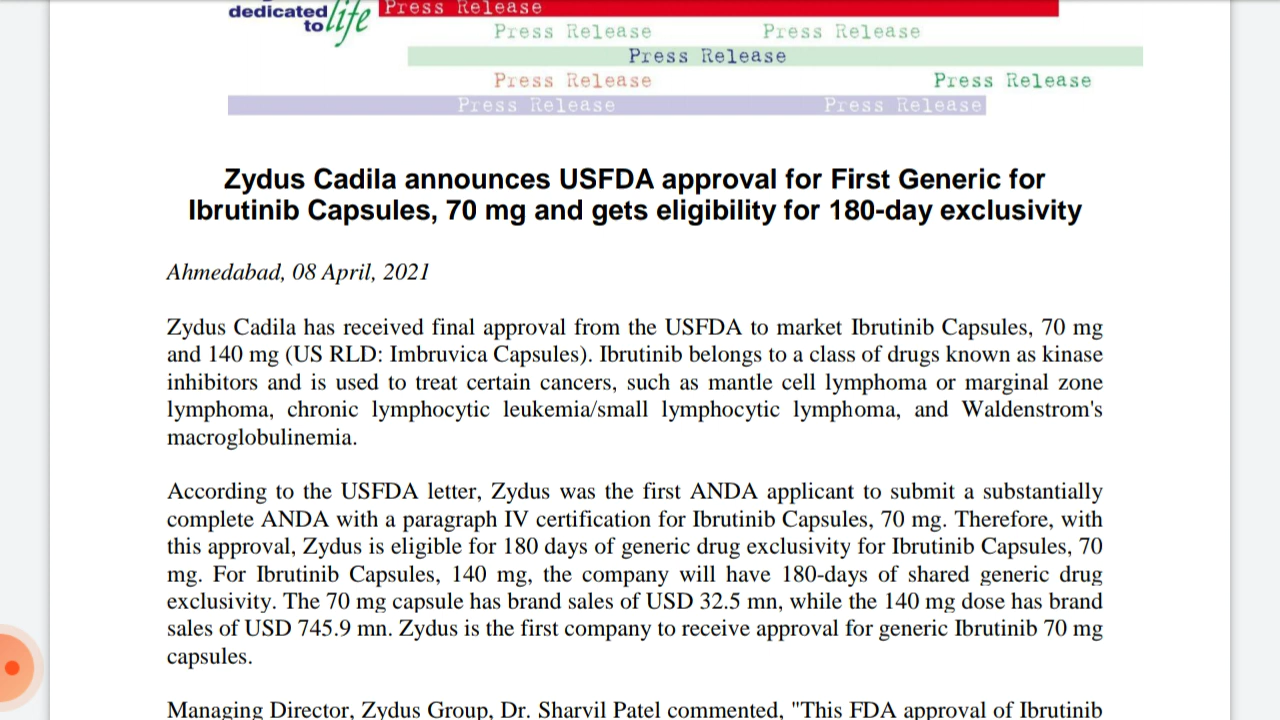 dedicated
to life
Press Release
Press Release Press Release
Press Release
Press Release Press Release
Press Release Press Release
Zydus Cadila announces USFDA approval for First Generic for
Ibrutinib Capsules, 70 mg and gets eligibility for 180-day exclusivity
Ahmedabad, 08 April, 2021
Zydus Cadila has received final approval from the USFDA to market Ibrutinib Capsules, 70 mg
and 140 mg (US RLD: Imbruvica Capsules). Ibrutinib belongs to a class of drugs known as kinase
inhibitors and is used to treat certain cancers, such as mantle cell lymphoma or marginal zone
lymphoma, chronic lymphocytic leukemia/small lymphocytic lymphoma, and Waldenstrom's
macroglobulinemia.
According to the USFDA letter, Zydus was the first ANDA applicant to submit a substantially
complete ANDA with a paragraph IV certification for Ibrutinib Capsules, 70 mg. Therefore, with
this approval, Zydus is eligible for 180 days of generic drug exclusivity for Ibrutinib Capsules, 70
mg. For Ibrutinib Capsules, 140 mg, the company will have 180-days of shared generic drug
exclusivity. The 70 mg capsule has brand sales of USD 32.5 mn, while the 140 mg dose has brand
sales of USD 745.9 mn. Zydus is the first company to receive approval for generic Ibrutinib 70 mg
capsules.
Managing Director, Zydus Group, Dr. Sharvil Patel commented, "This FDA approval of Ibrutinib